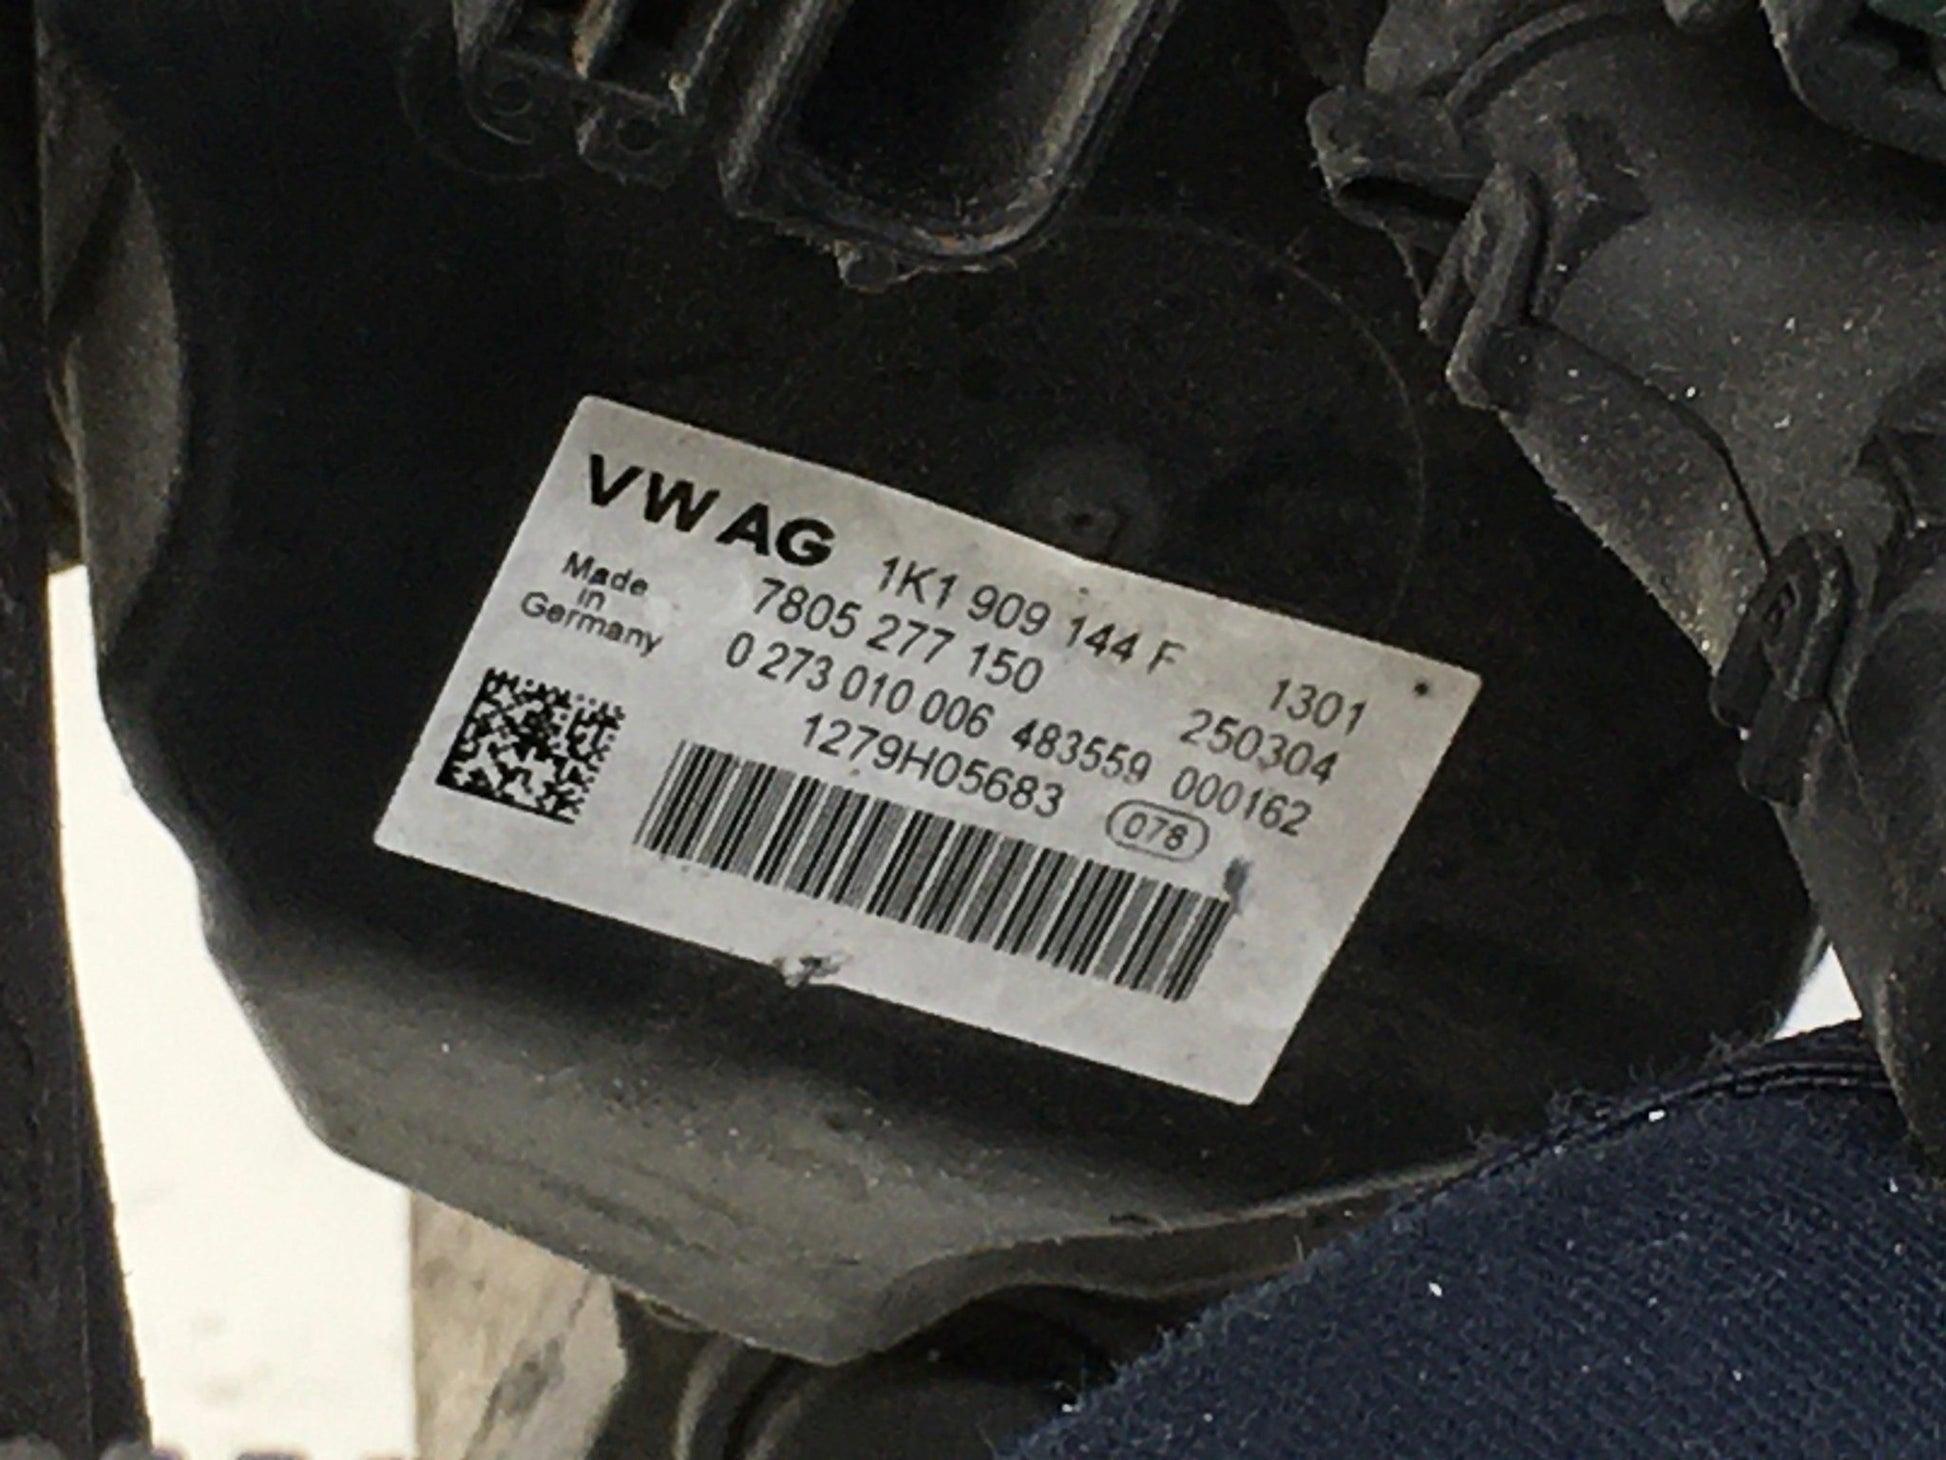 VW AG 1K1 909 144 F 1301
Made 7805 277 150 250304
in
Germany 0 273 010 006 483559 000162
1279H05683 078